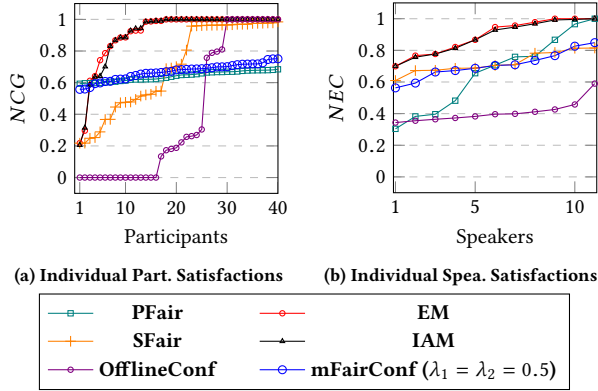 NCG
1
0.8
0.6
0.4
0.2
0
1 10 20 30 40
Participants
(a) Individual Part. Satisfactions
NEC
1
0.8
0.6
0.4
0.2
0
1 5 10
Speakers
(b) Individual Spea. Satisfactions
PFair EM
SFair IAM
OfflineConf mFairConf (λ₁ = λ₂ = 0.5)